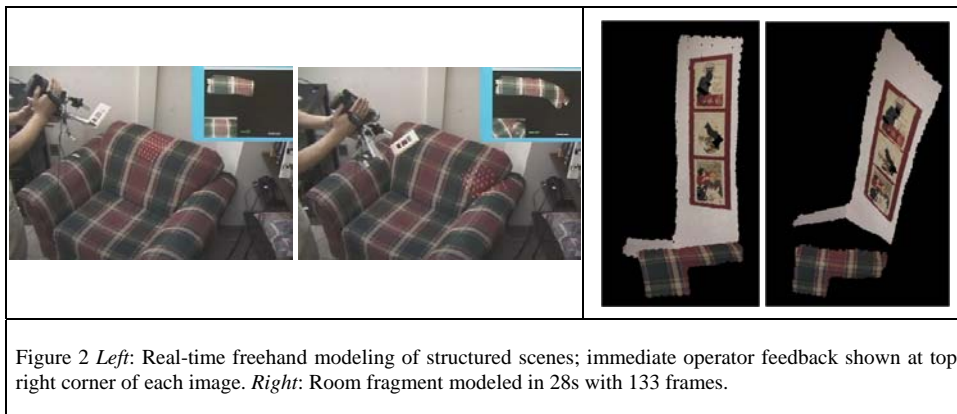 Figure 2 Left: Real-time freehand modeling of structured scenes; immediate operator feedback shown at top
right corner of each image. Right: Room fragment modeled in 28s with 133 frames.